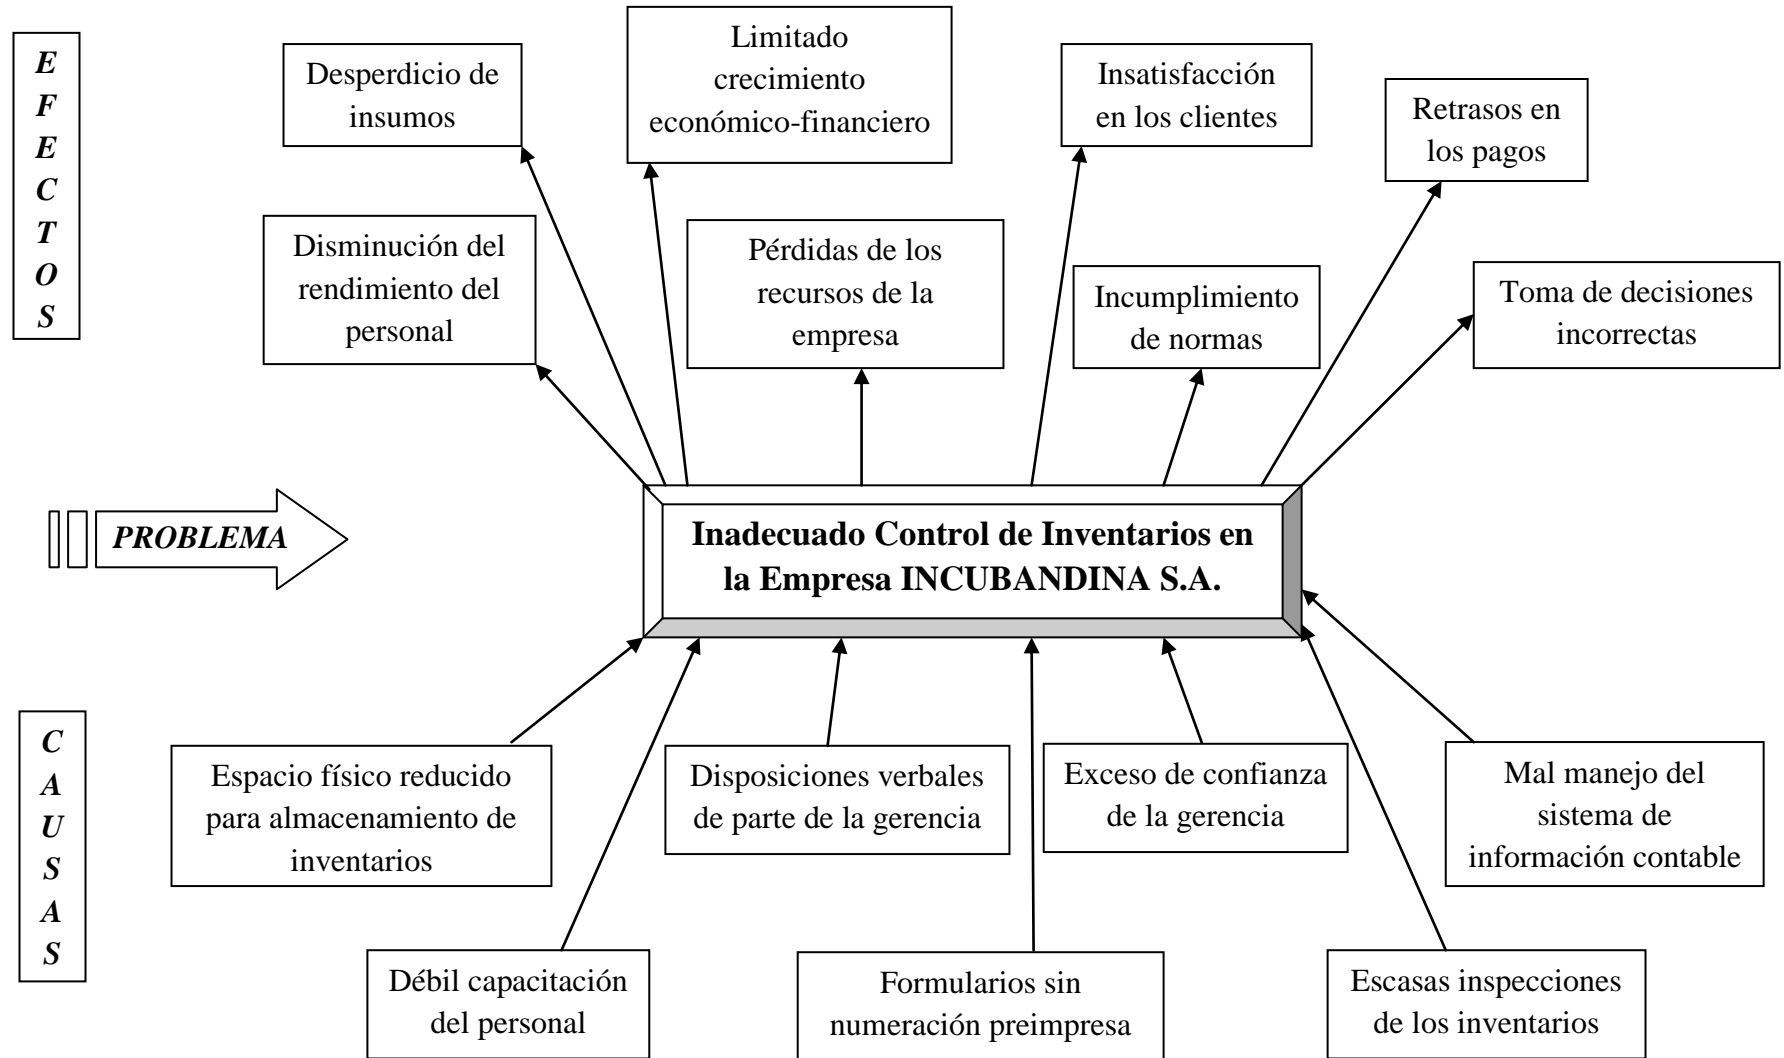 E
F
E
C
T
O
S
Desperdicio de
insumos
Limitado
crecimiento
económico-financiero
Insatisfacción
en los clientes
Retrasos en
los pagos
Disminución del
rendimiento del
personal
Pérdidas de los
recursos de la
empresa
Incumplimiento
de normas
Toma de decisiones
incorrectas
PROBLEMA
Inadecuado Control de Inventarios en
la Empresa INCUBANDINA S.A.
C
A
U
S
A
S
Espacio físico reducido
para almacenamiento de
inventarios
Disposiciones verbales
de parte de la gerencia
Exceso de confianza
de la gerencia
Mal manejo del
sistema de
información contable
Débil capacitación
del personal
Formularios sin
numeración preimpresa
Escasas inspecciones
de los inventarios